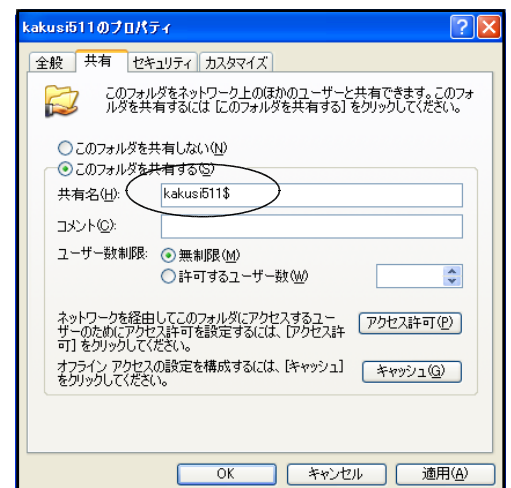 kakusi511のプロパティ
全般 共有 セキュリティ カスタマイズ
このフォルダをネットワーク上のほかのユーザーと共有できます。このフォ
ルダを共有するには [このフォルダを共有する] をクリックしてください。
このフォルダを共有しない(N)
このフォルダを共有する(S)
共有名(H): kakusi511$
コメント(C):
ユーザー数制限: 無制限(M)
許可するユーザー数(W)
ネットワークを経由してこのフォルダにアクセスするユー
ザーのためにアクセス許可を設定するには、[アクセス許
可] をクリックしてください。
アクセス許可(P)
オフライン アクセスの設定を構成するには、[キャッシュ]
をクリックしてください。
キャッシュ(G)
OK キャンセル 適用(A)